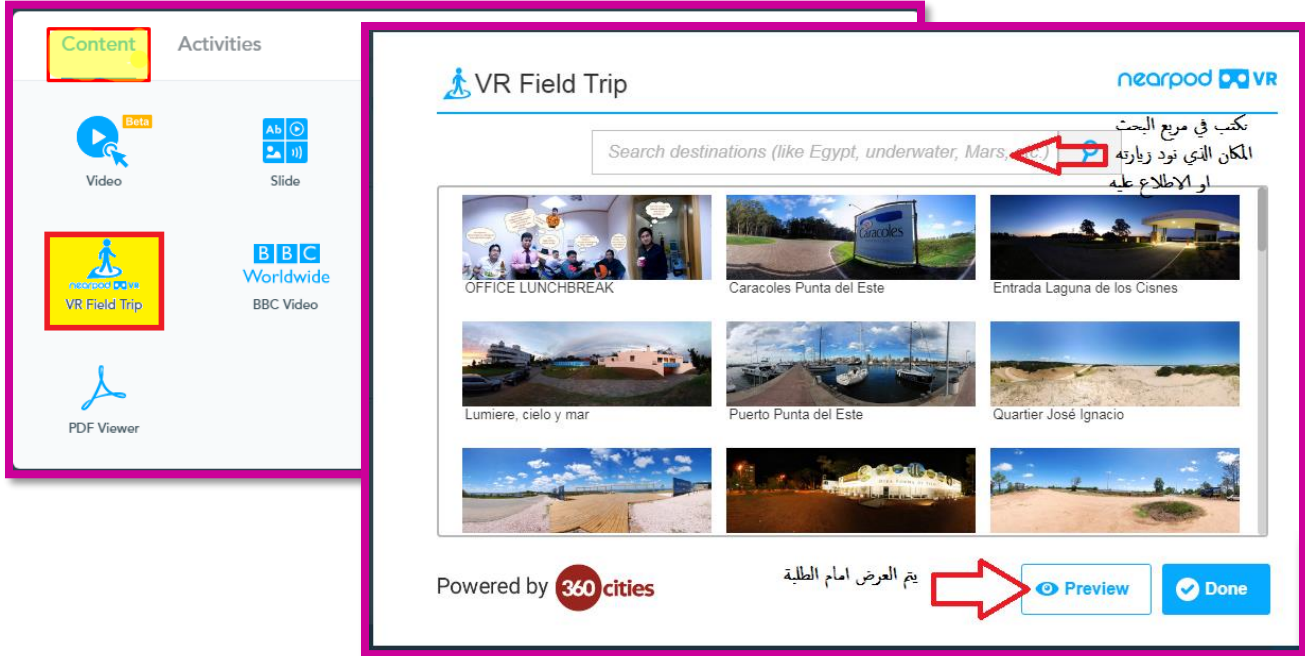 Content
Activities
Beta
Ab
Video
Slide
nearpod VR
VR Field Trip
BBC
Worldwide
BBC Video
PDF Viewer
VR Field Trip
nearpod VR
Search destinations (like Egypt, underwater, Mars,
نكتب في مربع البحث
المكان الذي نود زيارته
او الاطلاع عليه
Caracoles
OFFICE LUNCHBREAK
Caracoles Punta del Este
Entrada Laguna de los Cisnes
Lumiere, cielo y mar
Puerto Punta del Este
Quartier José Ignacio
Powered by 360 cities
يتم العرض امام الطلبة
Preview
Done